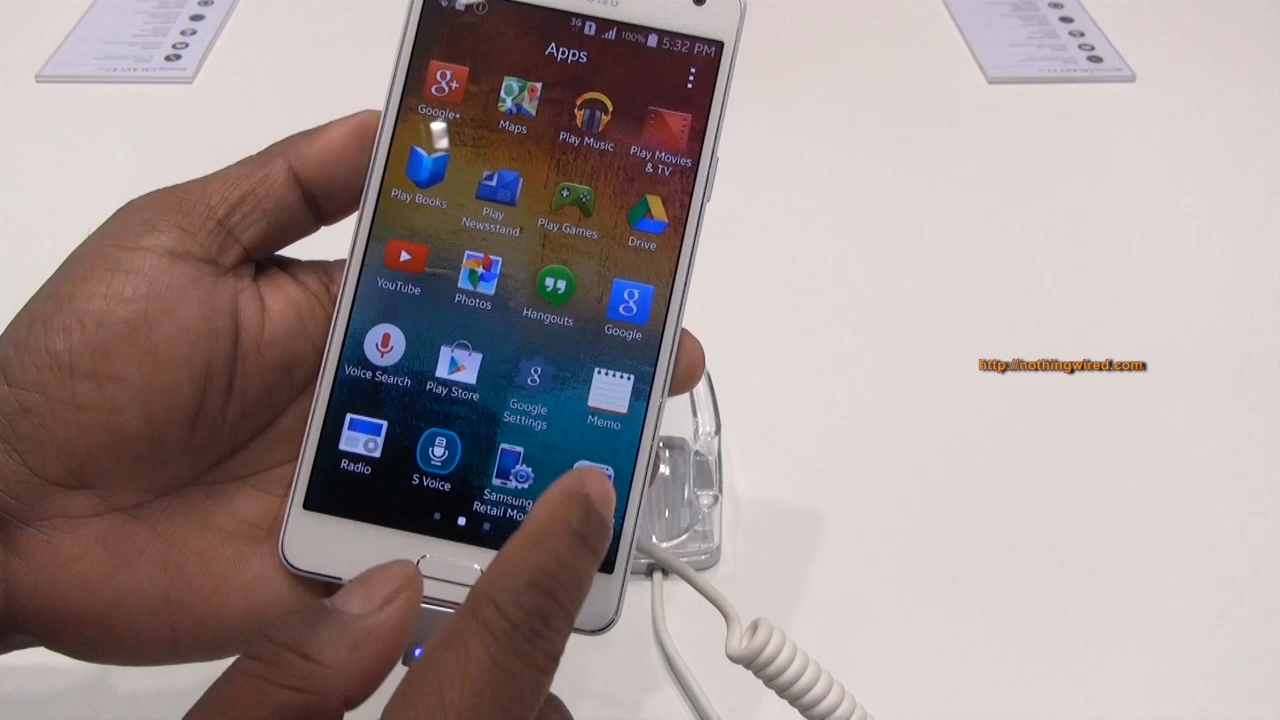 3G
1
100%
5:32 PM
Apps
Google+
Maps
Play Music
Play Movies
& TV
Play Books
Play
Newsstand
Play Games
Drive
YouTube
Photos
Hangouts
Google
Voice Search
Play Store
Google
Settings
Memo
Radio
S Voice
Samsung
Retail Mo
http://nothingwired.com